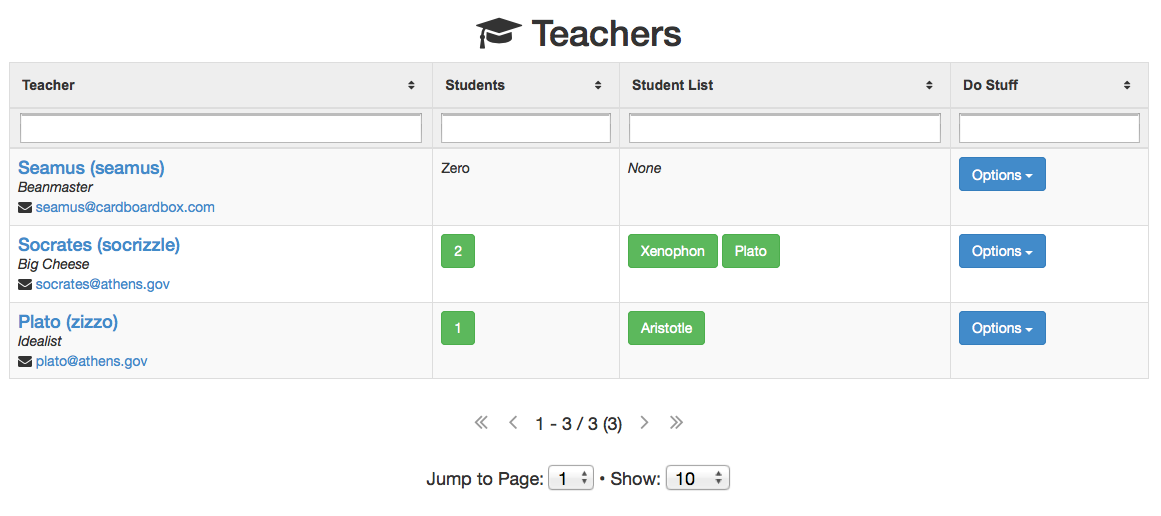 Teachers
Teacher Students Student List Do Stuff
Seamus (seamus) Zero None Options
Beanmaster
seamus@cardboardbox.com
Socrates (socrizzle) 2 Xenophon Plato Options
Big Cheese
socrates@athens.gov
Plato (zizzo) 1 Aristotle Options
Idealist
plato@athens.gov
1 - 3 / 3 (3)
Jump to Page: 1 • Show: 10